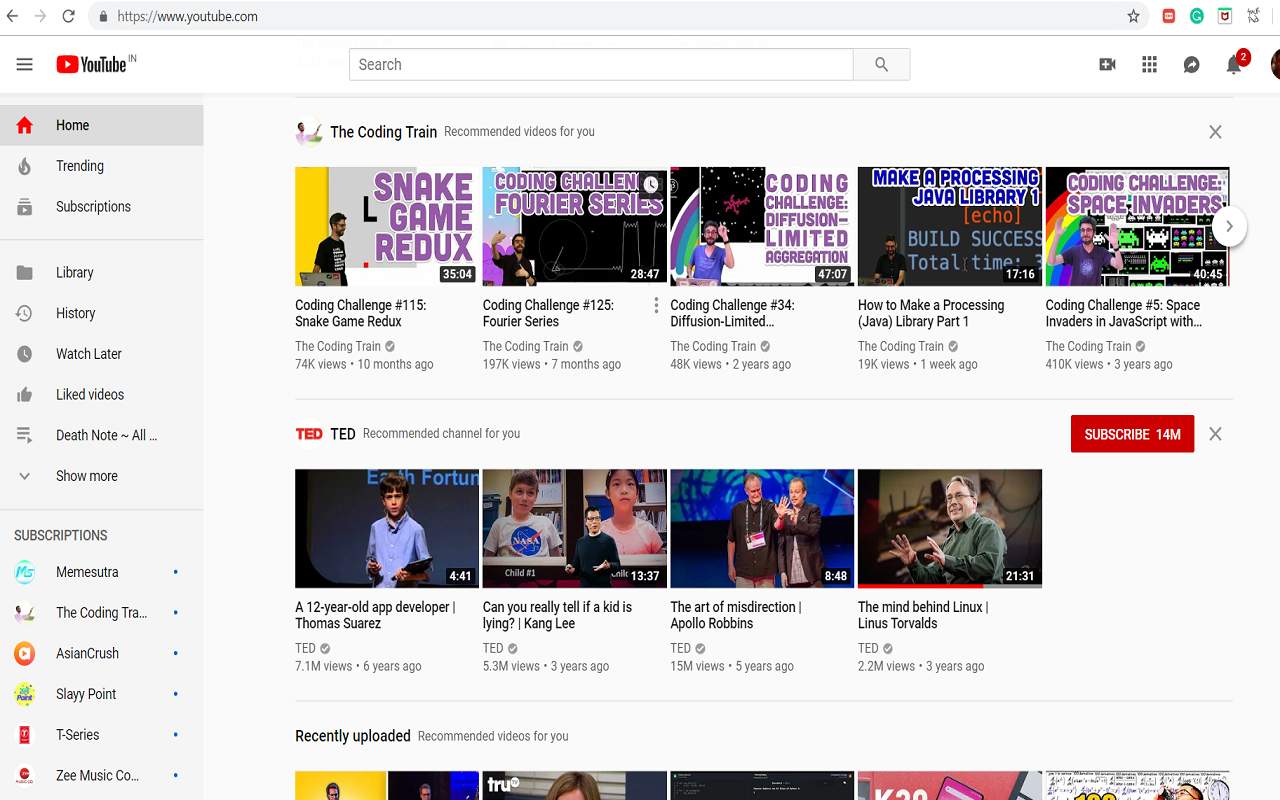 https://www.youtube.com
YouTube IN
Search
2
Home
Trending
Subscriptions
Library
History
Watch Later
Liked videos
Death Note ~ All ...
Show more
SUBSCRIPTIONS
Memesutra
The Coding Tra...
AsianCrush
Slayy Point
T-Series
Zee Music Co...
The Coding Train Recommended videos for you
SNAKE
GAME
REDUX
35:04
CODING CHALLENGE
FOURIER SERIES
28:47
CODING
CHALLENGE:
DIFFUSION-
LIMITED
AGGREGATION
47:07
MAKE A PROCESSING
JAVA LIBRARY 1
[echo]
BUILD SUCCESS
Total time: 3
17:16
CODING CHALLENGE:
SPACE INVADERS
40:45
Coding Challenge #115:
Snake Game Redux
The Coding Train
74K views • 10 months ago
Coding Challenge #125:
Fourier Series
The Coding Train
197K views • 7 months ago
Coding Challenge #34:
Diffusion-Limited...
The Coding Train
48K views • 2 years ago
How to Make a Processing
(Java) Library Part 1
The Coding Train
19K views • 1 week ago
Coding Challenge #5: Space
Invaders in JavaScript with...
The Coding Train
410K views • 3 years ago
TED TED Recommended channel for you
SUBSCRIBE 14M
Earth Fortun
4:41
NASA
Child #1
13:37
8:48
21:31
A 12-year-old app developer |
Thomas Suarez
TED
7.1M views • 6 years ago
Can you really tell if a kid is
lying? | Kang Lee
TED
5.3M views • 3 years ago
The art of misdirection |
Apollo Robbins
TED
15M views • 5 years ago
The mind behind Linux |
Linus Torvalds
TED
2.2M views • 3 years ago
Recently uploaded Recommended videos for you
truTV
K20
100